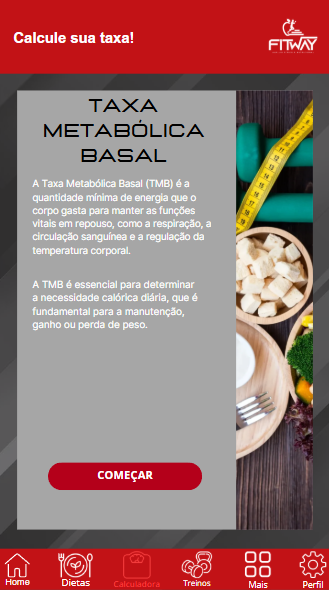 Calcule sua taxa!
FITWAY
TAXA
METABÓLICA
BASAL
A Taxa Metabólica Basal (TMB) é a
quantidade mínima de energia que o
corpo gasta para manter as funções
vitais em repouso, como a respiração, a
circulação sanguínea e a regulação da
temperatura corporal.
A TMB é essencial para determinar
a necessidade calórica diária, que é
fundamental para a manutenção,
ganho ou perda de peso.
COMEÇAR
Home Dietas Calculadora Treinos Mais Perfil